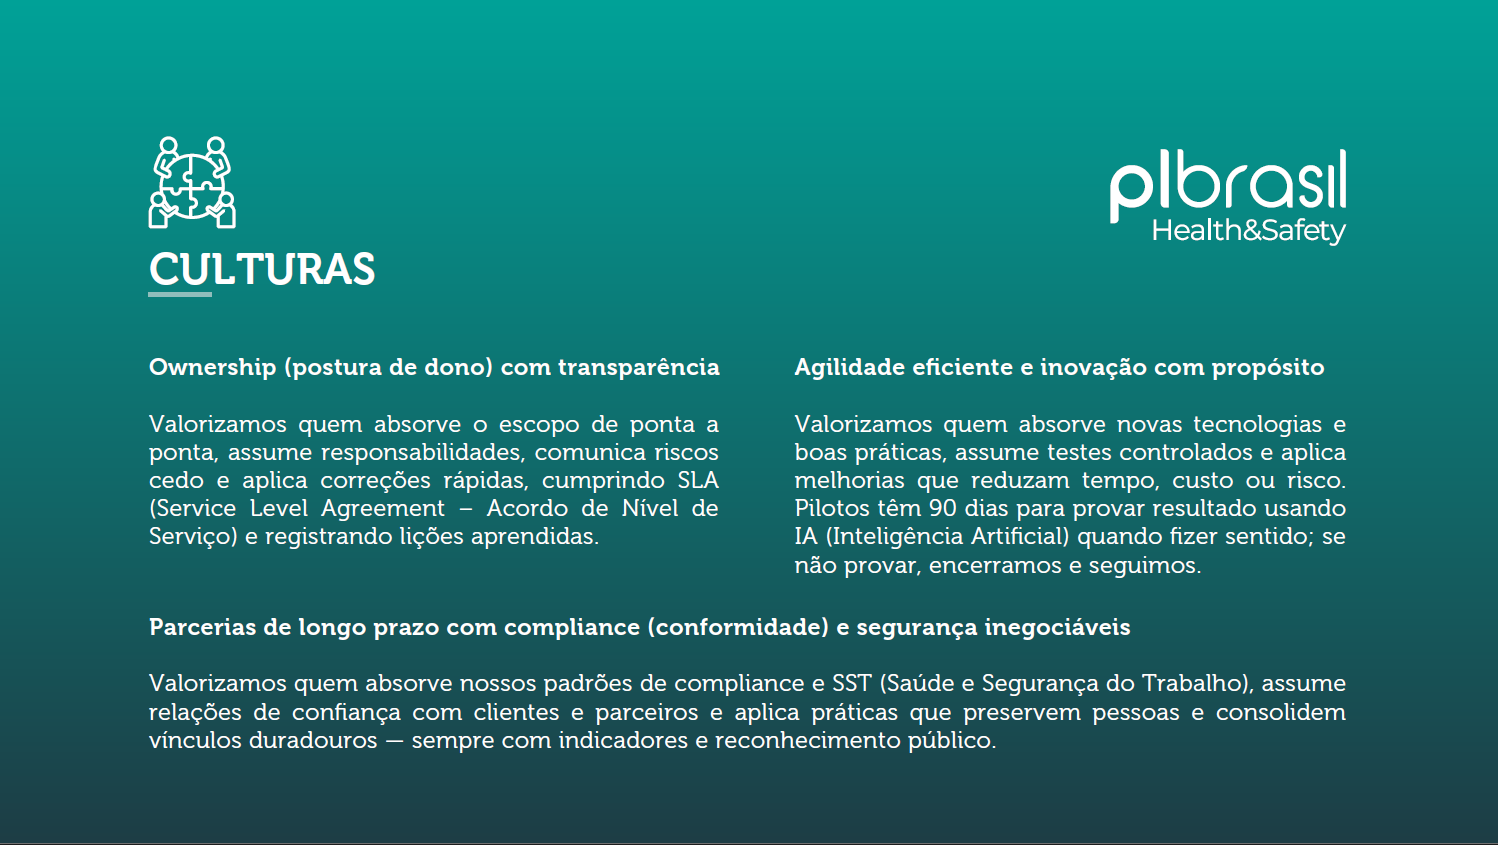 plbrasil
Health&Safety
CULTURAS
Ownership (postura de dono) com transparência
Valorizamos quem absorve o escopo de ponta a
ponta, assume responsabilidades, comunica riscos
cedo e aplica correções rápidas, cumprindo SLA
(Service Level Agreement – Acordo de Nível de
Serviço) e registrando lições aprendidas.
Agilidade eficiente e inovação com propósito
Valorizamos quem absorve novas tecnologias e
boas práticas, assume testes controlados e aplica
melhorias que reduzam tempo, custo ou risco.
Pilotos têm 90 dias para provar resultado usando
IA (Inteligência Artificial) quando fizer sentido; se
não provar, encerramos e seguimos.
Parcerias de longo prazo com compliance (conformidade) e segurança inegociáveis
Valorizamos quem absorve nossos padrões de compliance e SST (Saúde e Segurança do Trabalho), assume
relações de confiança com clientes e parceiros e aplica práticas que preservem pessoas e consolidem
vínculos duradouros — sempre com indicadores e reconhecimento público.